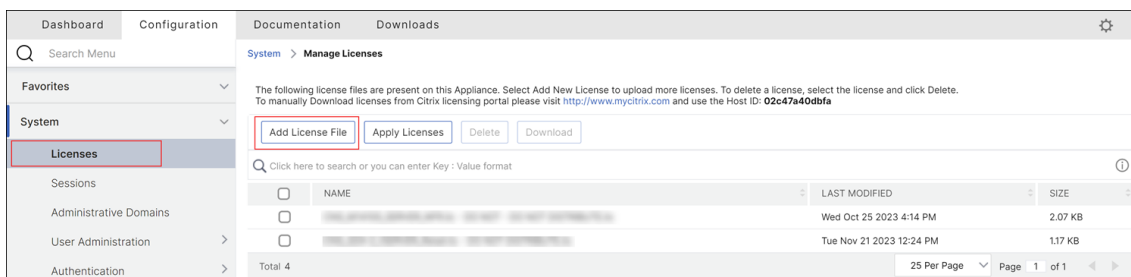 Dashboard Configuration Documentation Downloads
Search Menu
System > Manage Licenses
Favorites
The following license files are present on this Appliance. Select Add New License to upload more licenses. To delete a license, select the license and click Delete.
To manually Download licenses from Citrix licensing portal please visit http://www.mycitrix.com and use the Host ID: 02c47a40dbfa
System
Add License File Apply Licenses Delete Download
Licenses
Click here to search or you can enter Key : Value format
Sessions
NAME LAST MODIFIED SIZE
Administrative Domains
Wed Oct 25 2023 4:14 PM 2.07 KB
User Administration
Tue Nov 21 2023 12:24 PM 1.17 KB
Authentication
Total 4 25 Per Page Page 1 of 1